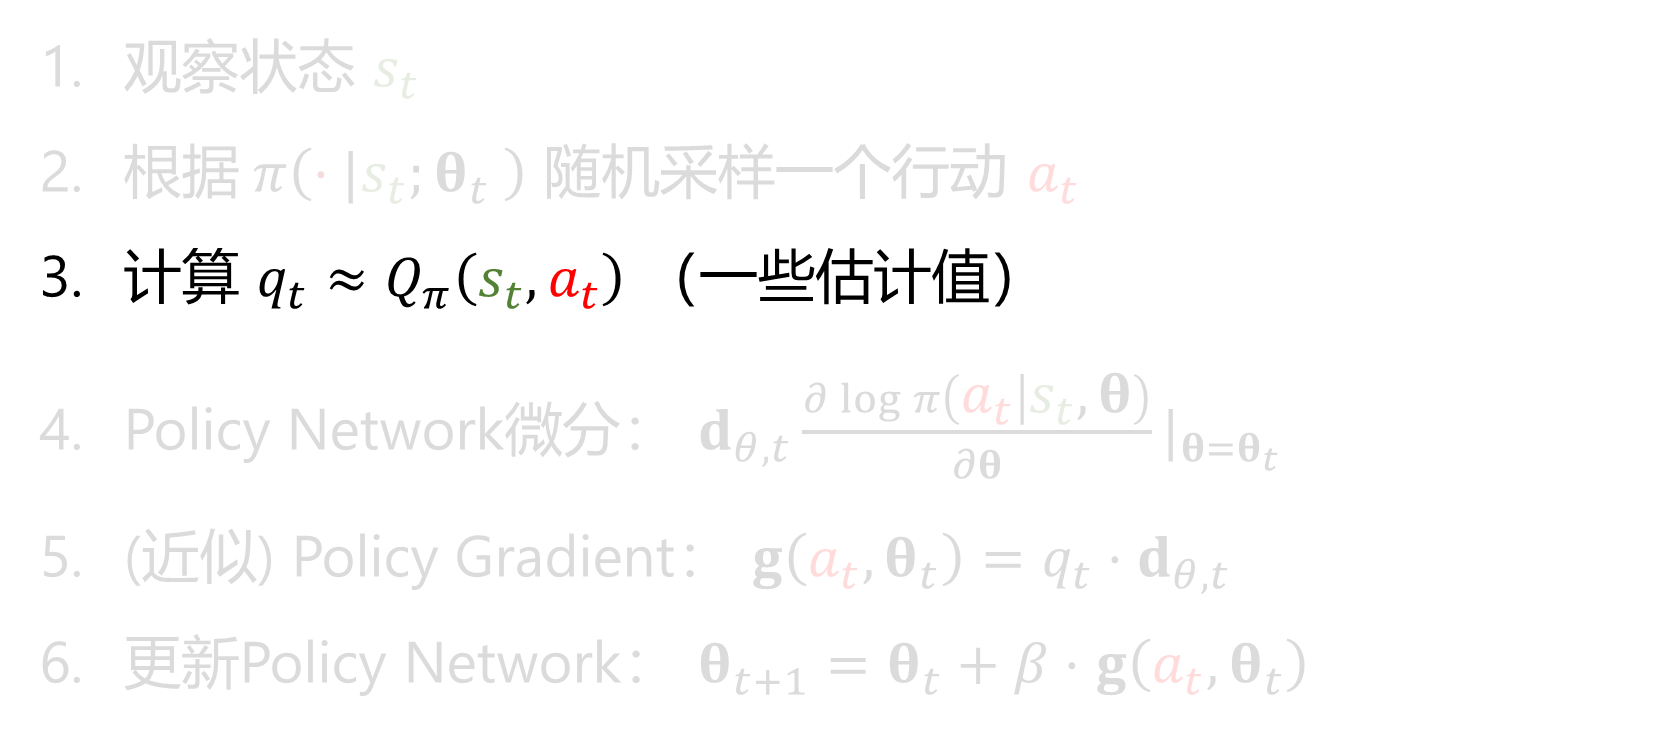 1. 观察状态 s_t
2. 根据 π(· |s_t; θ_t ) 随机采样一个行动 a_t
3. 计算 q_t ≈ Q_π(s_t, a_t) （一些估计值）
4. Policy Network微分： d_{θ,t} \frac{∂ log π(a_t|s_t, θ)}{∂θ} |_{θ=θ_t}
5. (近似) Policy Gradient： g(a_t, θ_t) = q_t · d_{θ,t}
6. 更新Policy Network： θ_{t+1} = θ_t + β · g(a_t, θ_t)